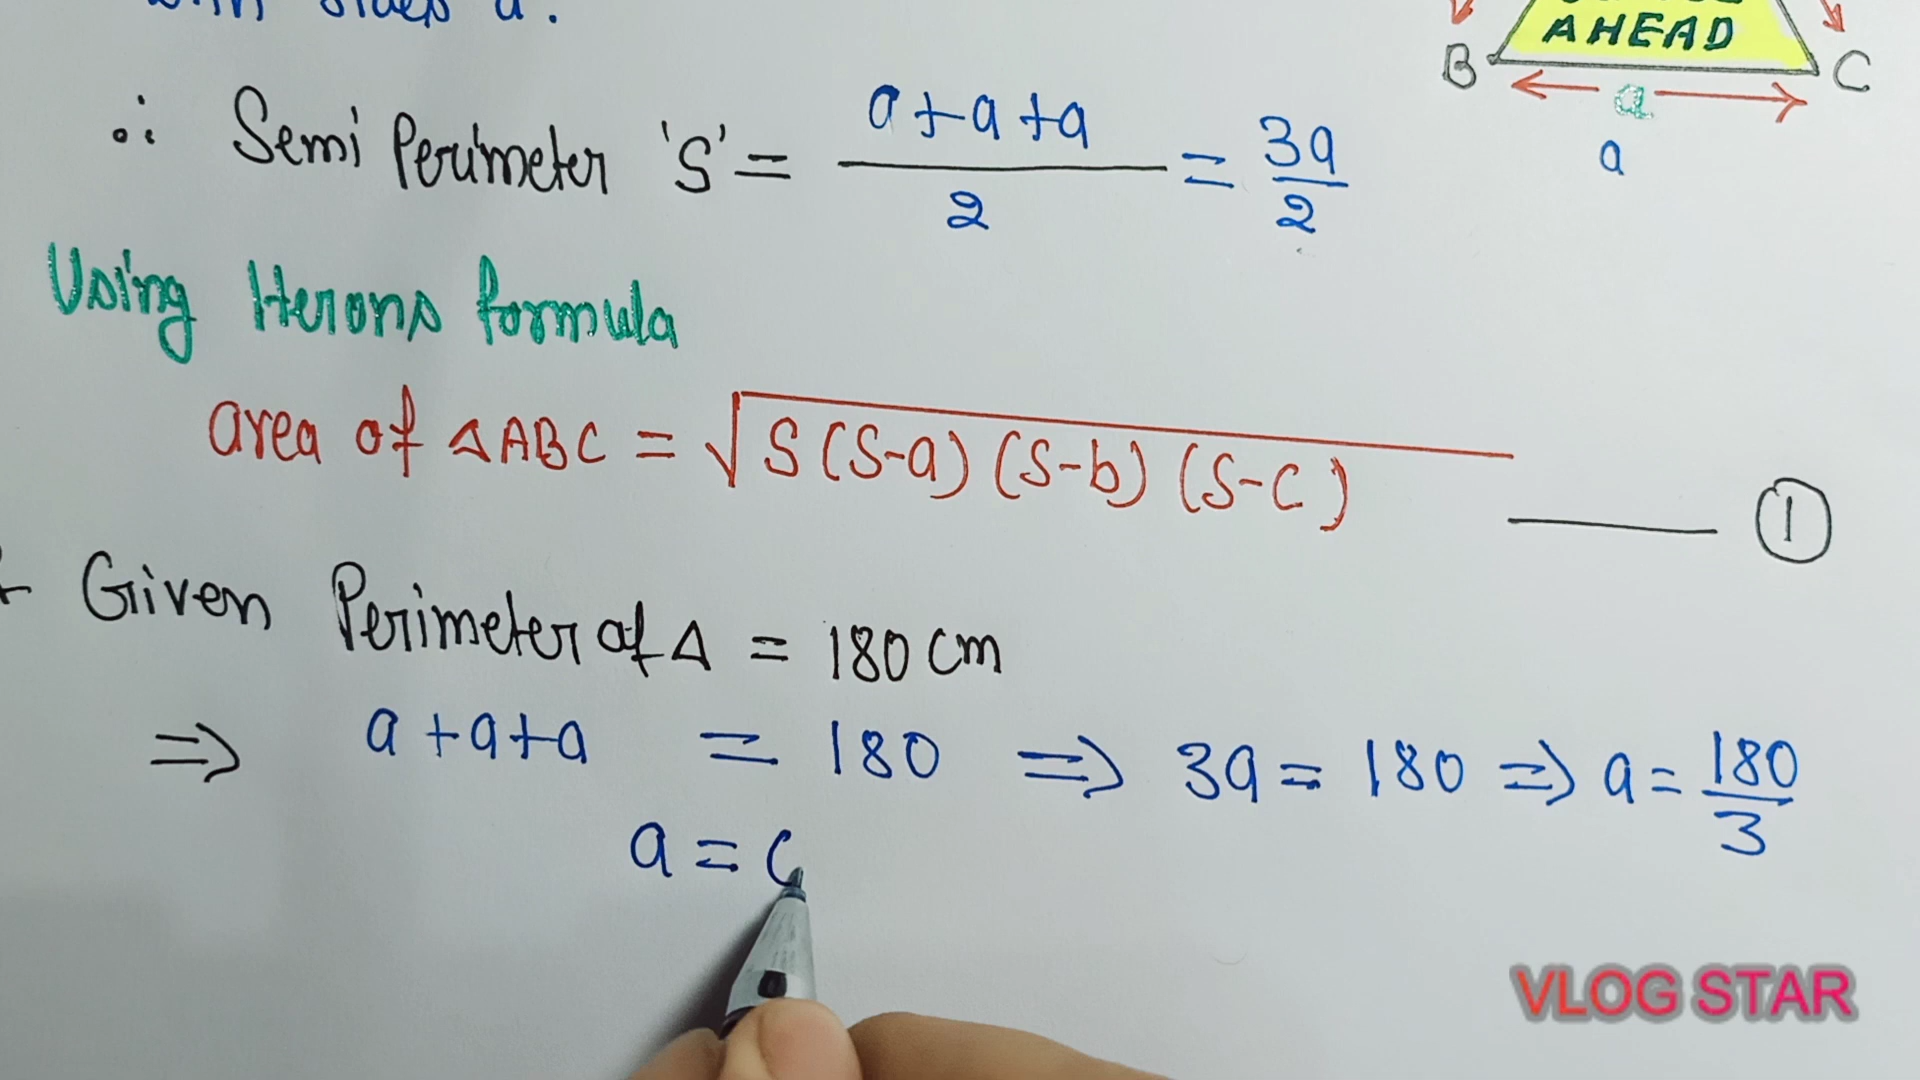 AHEAD
B C
a
a
∴ Semi Perimeter 'S' = a+a+a/2 = 3a/2
Using Herons formula
area of ΔABC = √S(S-a)(S-b)(S-c) ——— ①
Given Perimeter of Δ = 180 cm
⇒ a+a+a = 180 ⇒ 3a = 180 ⇒ a = 180/3
a =
VLOG STAR